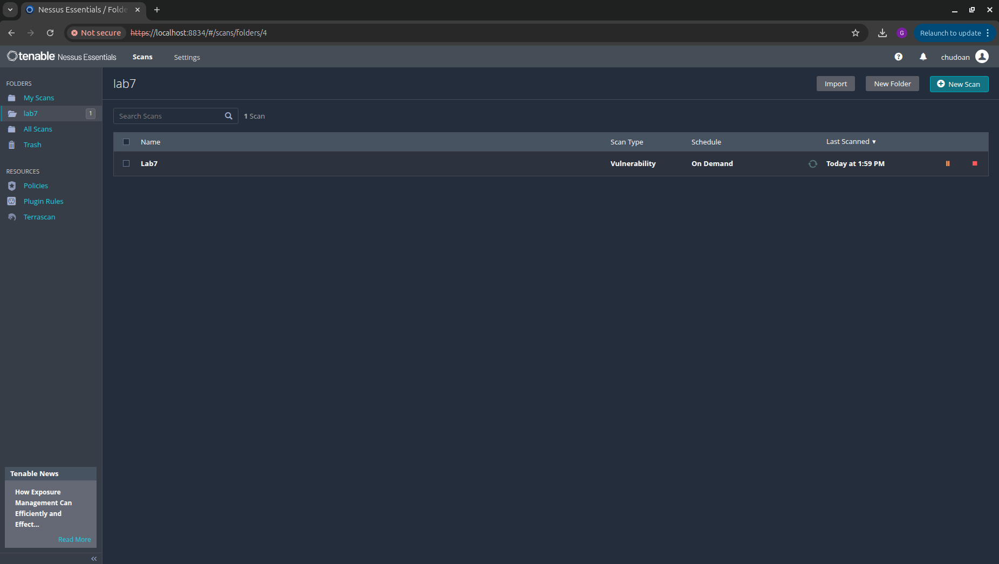 Nessus Essentials / Folde
Not secure
https://localhost:8834/#/scans/folders/4
G
Relaunch to update
tenable Nessus Essentials
Scans
Settings
?
chudoan
FOLDERS
My Scans
lab7
1
All Scans
Trash
RESOURCES
Policies
Plugin Rules
Terrascan
lab7
Import
New Folder
New Scan
Search Scans
1 Scan
Name
Scan Type
Schedule
Last Scanned ▼
Lab7
Vulnerability
On Demand
Today at 1:59 PM
Tenable News
How Exposure
Management Can
Efficiently and
Effect...
Read More